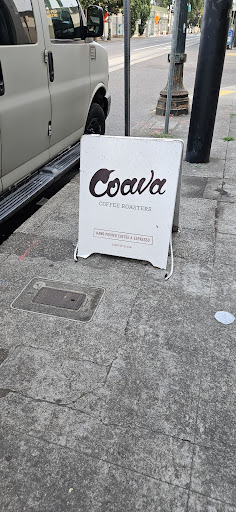 Coava
COFFEE ROASTERS
HAND POURED COFFEE & ESPRESSO